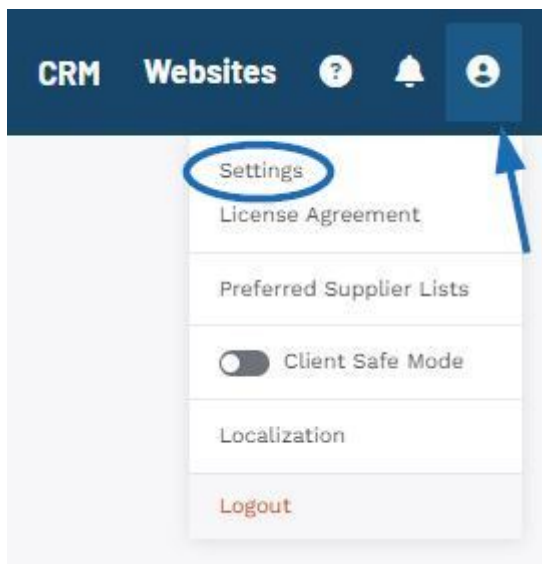 CRM Websites ?
Settings
License Agreement
Preferred Supplier Lists
Client Safe Mode
Localization
Logout